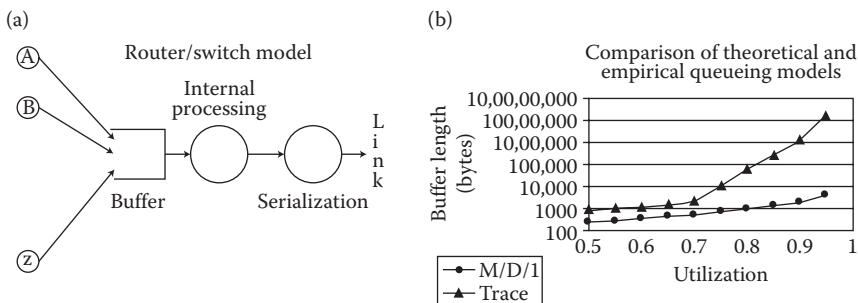 (a)
Router/switch model
A
B
z
Internal
processing
Buffer
Serialization
Link
(b)
Comparison of theoretical and
empirical queueing models
Buffer length
(bytes)
10,00,00,000
100,00,000
10,00,000
100,000
10,000
1000
100
0.5 0.6 0.7 0.8 0.9 1
Utilization
M/D/1
Trace